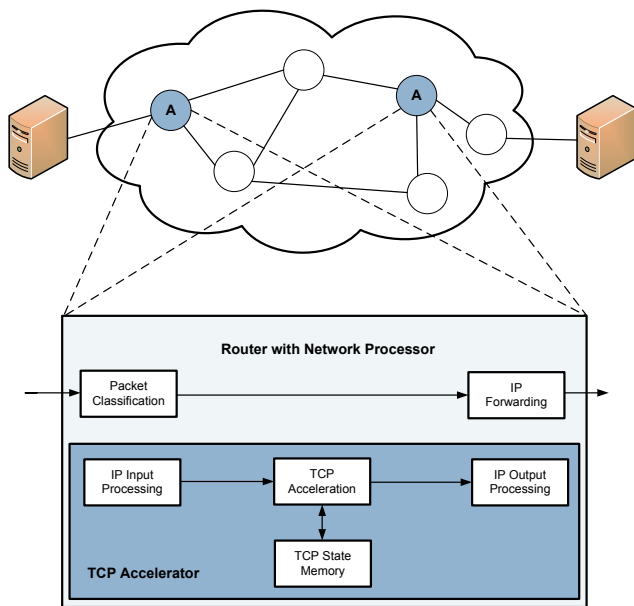 A
A
Router with Network Processor
Packet
Classification
IP
Forwarding
IP Input
Processing
TCP
Acceleration
IP Output
Processing
TCP State
Memory
TCP Accelerator